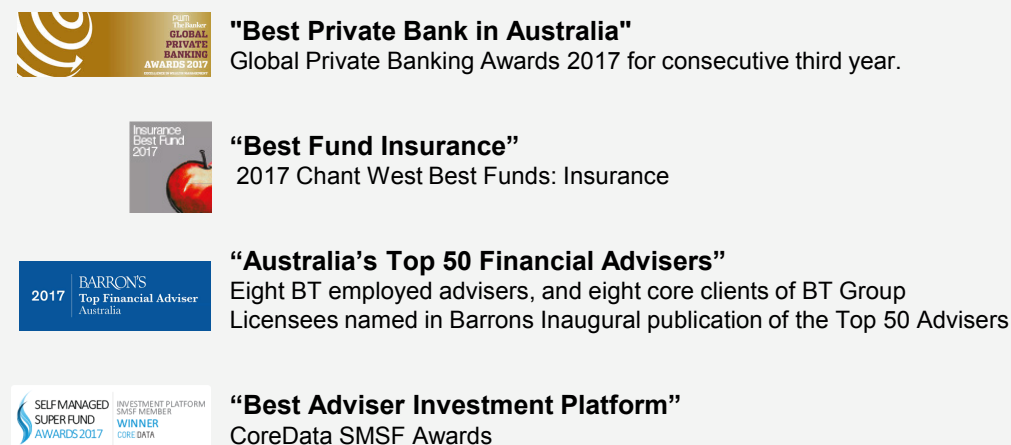 PWM
The Banker
GLOBAL
PRIVATE
BANKING
AWARDS 2017
EXCELLENCE IN WEALTH MANAGEMENT
"Best Private Bank in Australia"
Global Private Banking Awards 2017 for consecutive third year.
Insurance
Best Fund
2017
“Best Fund Insurance”
2017 Chant West Best Funds: Insurance
2017
BARRON'S
Top Financial Adviser
Australia
“Australia’s Top 50 Financial Advisers”
Eight BT employed advisers, and eight core clients of BT Group
Licensees named in Barrons Inaugural publication of the Top 50 Advisers
SELF MANAGED
SUPER FUND
AWARDS 2017
INVESTMENT PLATFORM
SMSF MEMBER
WINNER
CORE DATA
“Best Adviser Investment Platform”
CoreData SMSF Awards